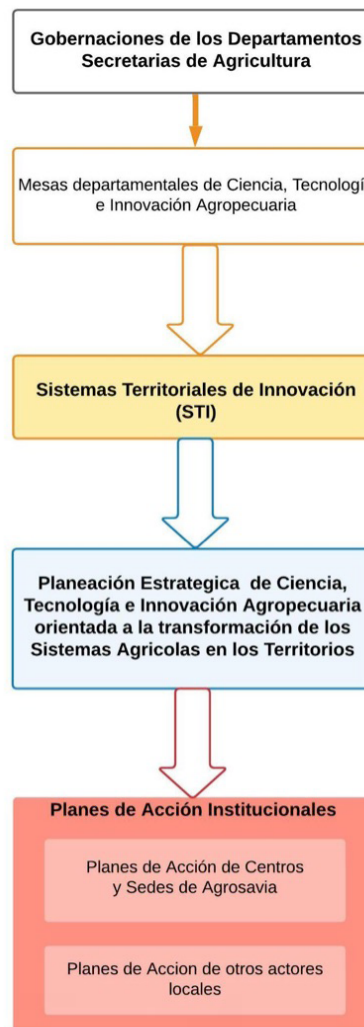 Gobernaciones de los Departamentos
Secretarias de Agricultura
Mesas departamentales de Ciencia, Tecnologí
e Innovación Agropecuaria
Sistemas Territoriales de Innovación
(STI)
Planeación Estrategica de Ciencia,
Tecnología e Innovación Agropecuaria
orientada a la transformación de los
Sistemas Agricolas en los Territorios
Planes de Acción Institucionales
Planes de Acción de Centros
y Sedes de Agrosavia
Planes de Accion de otros actores
locales